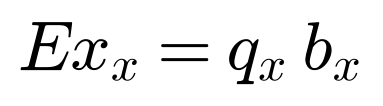 Ex_x = q_x b_x